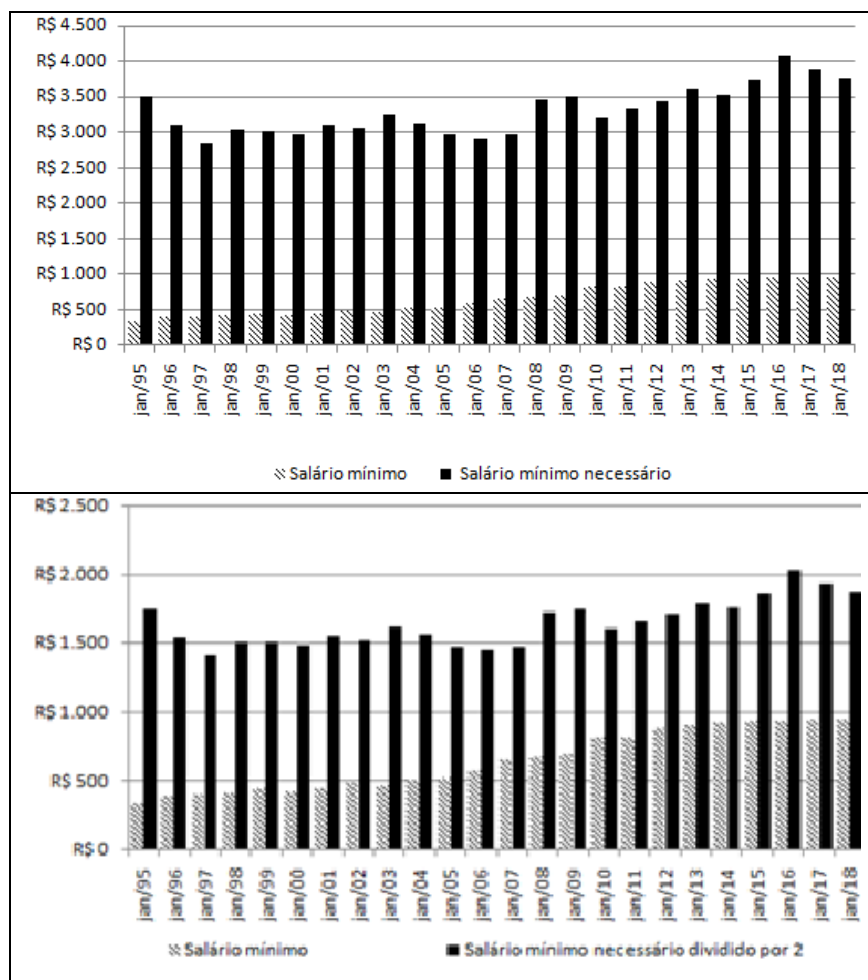 R$ 4.500
R$ 4.000
R$ 3.500
R$ 3.000
R$ 2.500
R$ 2.000
R$ 1.500
R$ 1.000
R$ 500
R$ 0
jan/95 jan/96 jan/97 jan/98 jan/99 jan/00 jan/01 jan/02 jan/03 jan/04 jan/05 jan/06 jan/07 jan/08 jan/09 jan/10 jan/11 jan/12 jan/13 jan/14 jan/15 jan/16 jan/17 jan/18
Salário mínimo Salário mínimo necessário
R$ 2.500
R$ 2.000
R$ 1.500
R$ 1.000
R$ 500
R$ 0
jan/95 jan/96 jan/97 jan/98 jan/99 jan/00 jan/01 jan/02 jan/03 jan/04 jan/05 jan/06 jan/07 jan/08 jan/09 jan/10 jan/11 jan/12 jan/13 jan/14 jan/15 jan/16 jan/17 jan/18
Salário mínimo Salário mínimo necessário dividido por 2